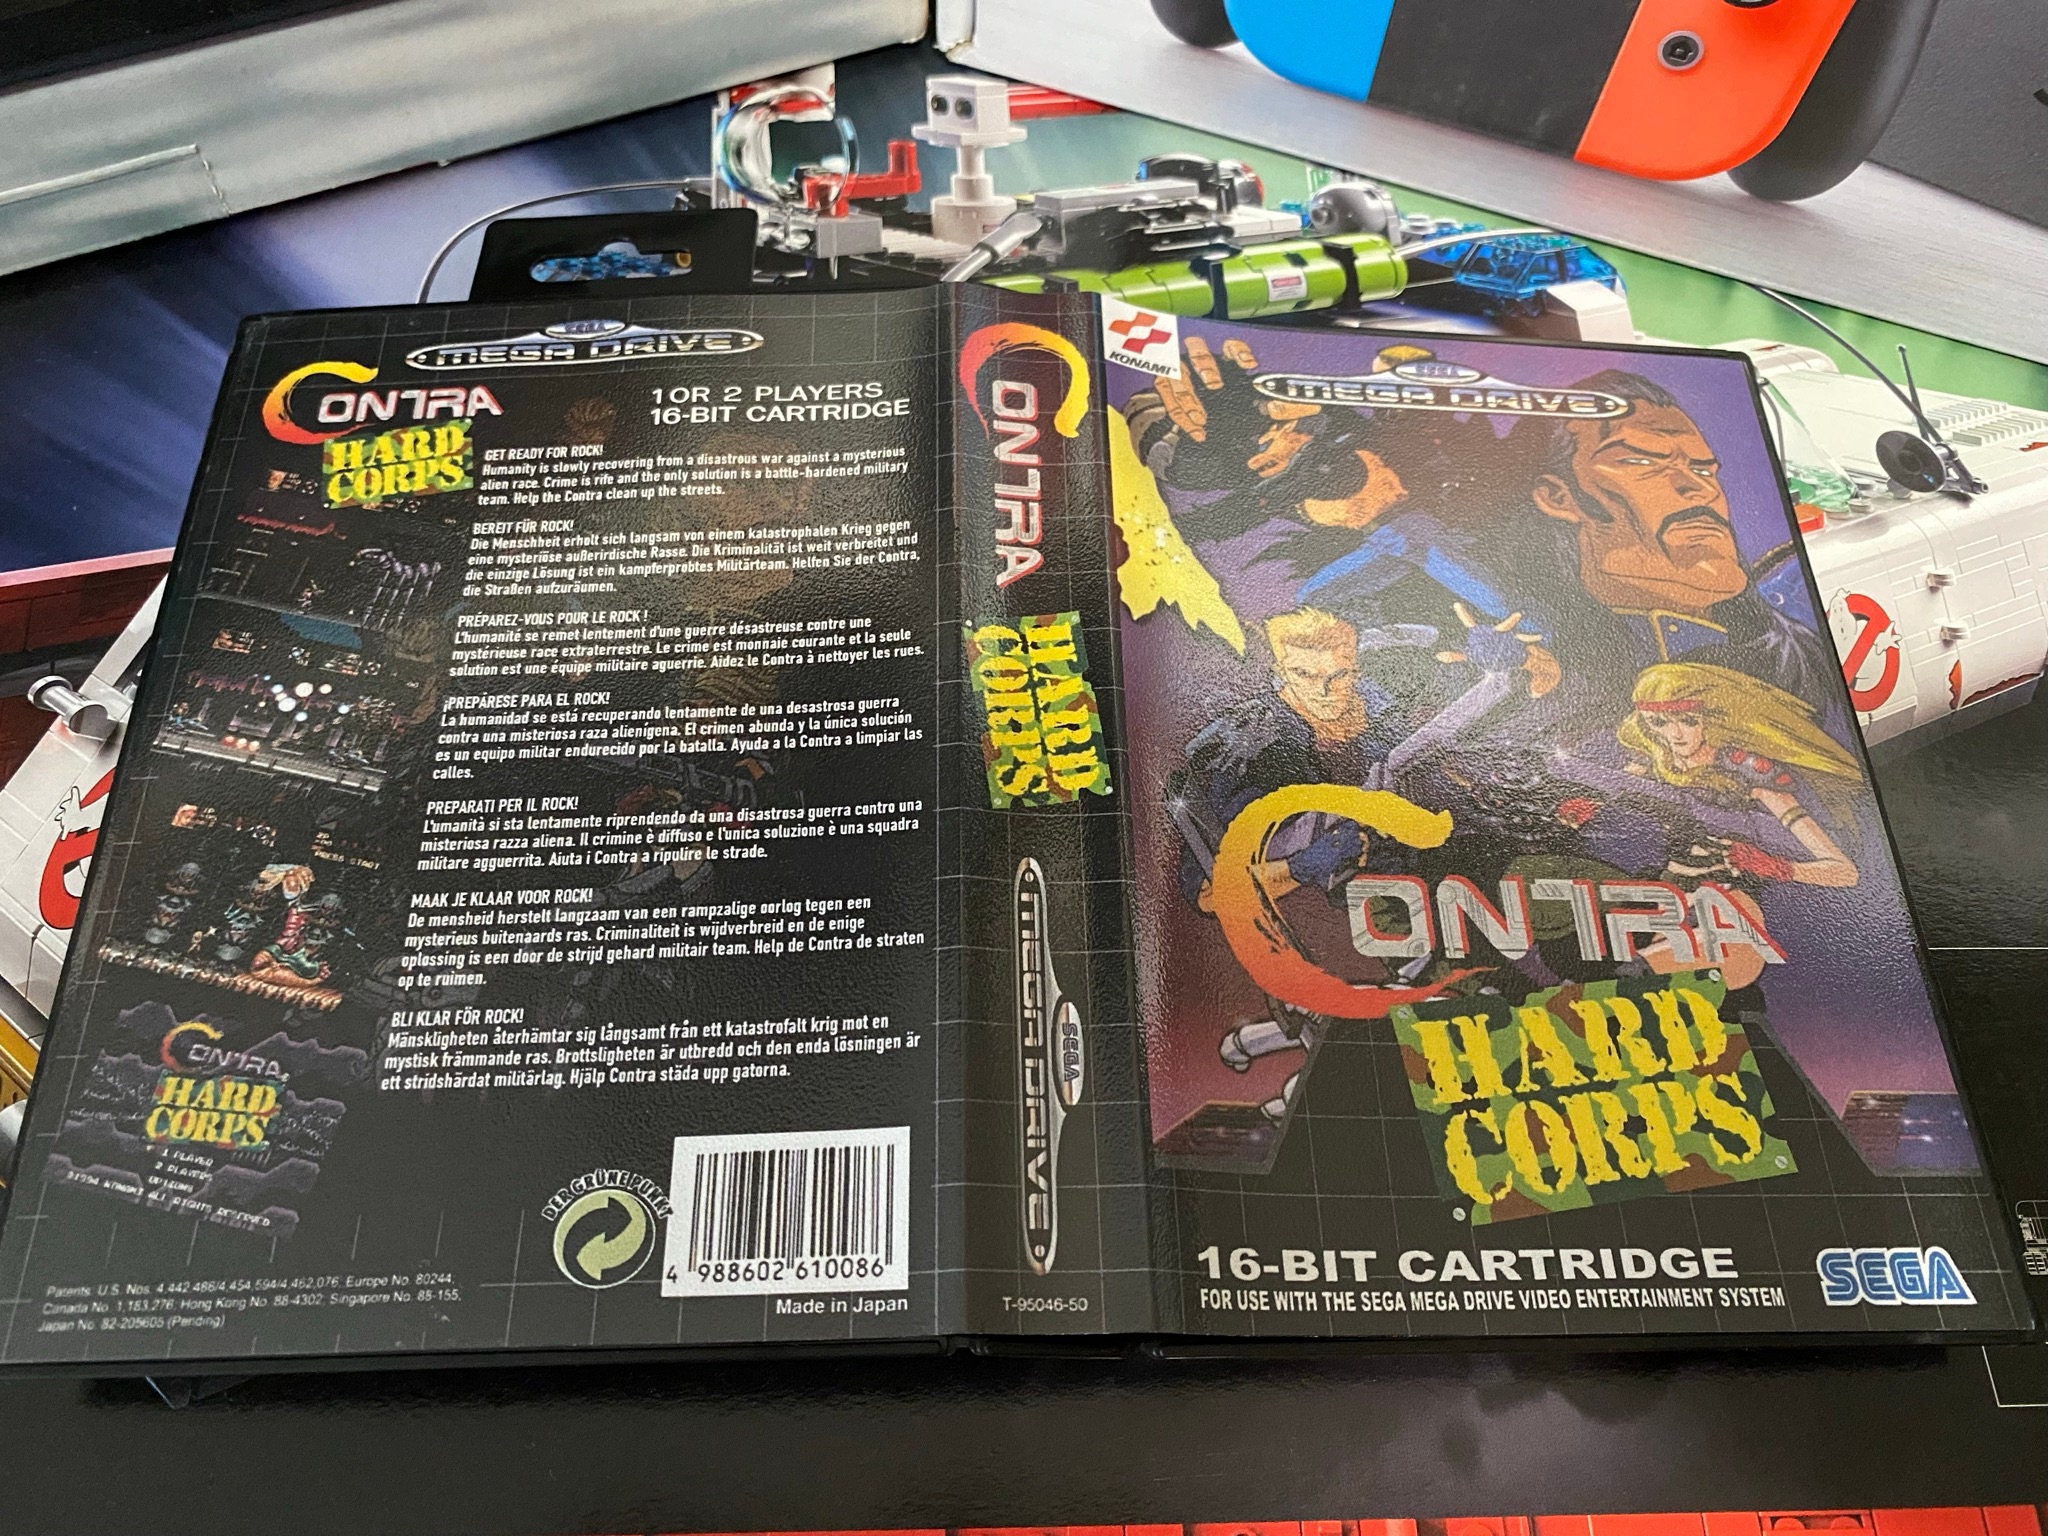 SEGA
MEGA DRIVE
CONTRA
HARD
CORPS
1 OR 2 PLAYERS
16-BIT CARTRIDGE
GET READY FOR ROCK!
Humanity is slowly recovering from a disastrous war against a mysterious
alien race. Crime is rife and the only solution is a battle-hardened military
team. Help the Contra clean up the streets.
BEREIT FÜR ROCK!
Die Menschheit erholt sich langsam von einem katastrophalen Krieg gegen
eine mysteriöse außerirdische Rasse. Die Kriminalität ist weit verbreitet und
die einzige Lösung ist ein kampferprobtes Militärteam. Helfen Sie der Contra,
die Straßen aufzuräumen.
PRÉPAREZ-VOUS POUR LE ROCK !
L'humanité se remet lentement d'une guerre désastreuse contre une
mystérieuse race extraterrestre. Le crime est monnaie courante et la seule
solution est une équipe militaire aguerrie. Aidez le Contra à nettoyer les rues.
¡PREPÁRESE PARA EL ROCK!
La humanidad se está recuperando lentamente de una desastrosa guerra
contra una misteriosa raza alienígena. El crimen abunda y la única solución
es un equipo militar endurecido por la batalla. Ayuda a la Contra a limpiar las
calles.
PREPARATI PER IL ROCK!
L'umanità si sta lentamente riprendendo da una disastrosa guerra contro una
misteriosa razza aliena. Il crimine è diffuso e l'unica soluzione è una squadra
militare agguerrita. Aiuta i Contra a ripulire le strade.
MAAK JE KLAAR VOOR ROCK!
De mensheid herstelt langzaam van een rampzalige oorlog tegen een
mysterieus buitenaards ras. Criminaliteit is wijdverbreid en de enige
oplossing is een door de strijd gehard militair team. Help de Contra de straten
op te ruimen.
BLI KLAR FÖR ROCK!
Mänskligheten återhämtar sig långsamt från ett katastrofalt krig mot en
mystisk främmande ras. Brottsligheten är utbredd och den enda lösningen är
ett stridshärdat militärlag. Hjälp Contra städa upp gatorna.
PRESS START
CONTRA
HARD
CORPS
1 PLAYER
2 PLAYERS
OPTIONS
©1994 KONAMI ALL RIGHTS RESERVED
DER GRÜNE PUNKT
4 988602 610086
Made in Japan
Patents: U.S. Nos. 4,442,486/4,454,594/4,462,076, Europe No. 80244,
Canada No. 1,183,276, Hong Kong No. 88-4302, Singapore No. 88-155,
Japan No. 82-205605 (Pending)
CONTRA
HARD
CORPS
SEGA
MEGA DRIVE
T-95046-50
KONAMI
SEGA
MEGA DRIVE
CONTRA
HARD
CORPS
16-BIT CARTRIDGE
FOR USE WITH THE SEGA MEGA DRIVE VIDEO ENTERTAINMENT SYSTEM
SEGA